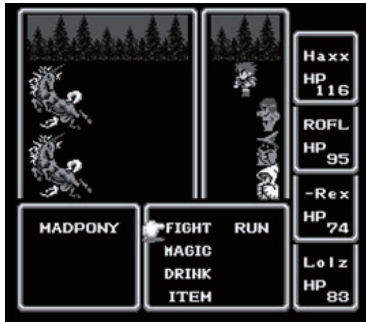 Haxx
HP
116
ROFL
HP
95
-Rex
HP
74
Lolz
HP
83
MADPONY
FIGHT RUN
MAGIC
DRINK
ITEM